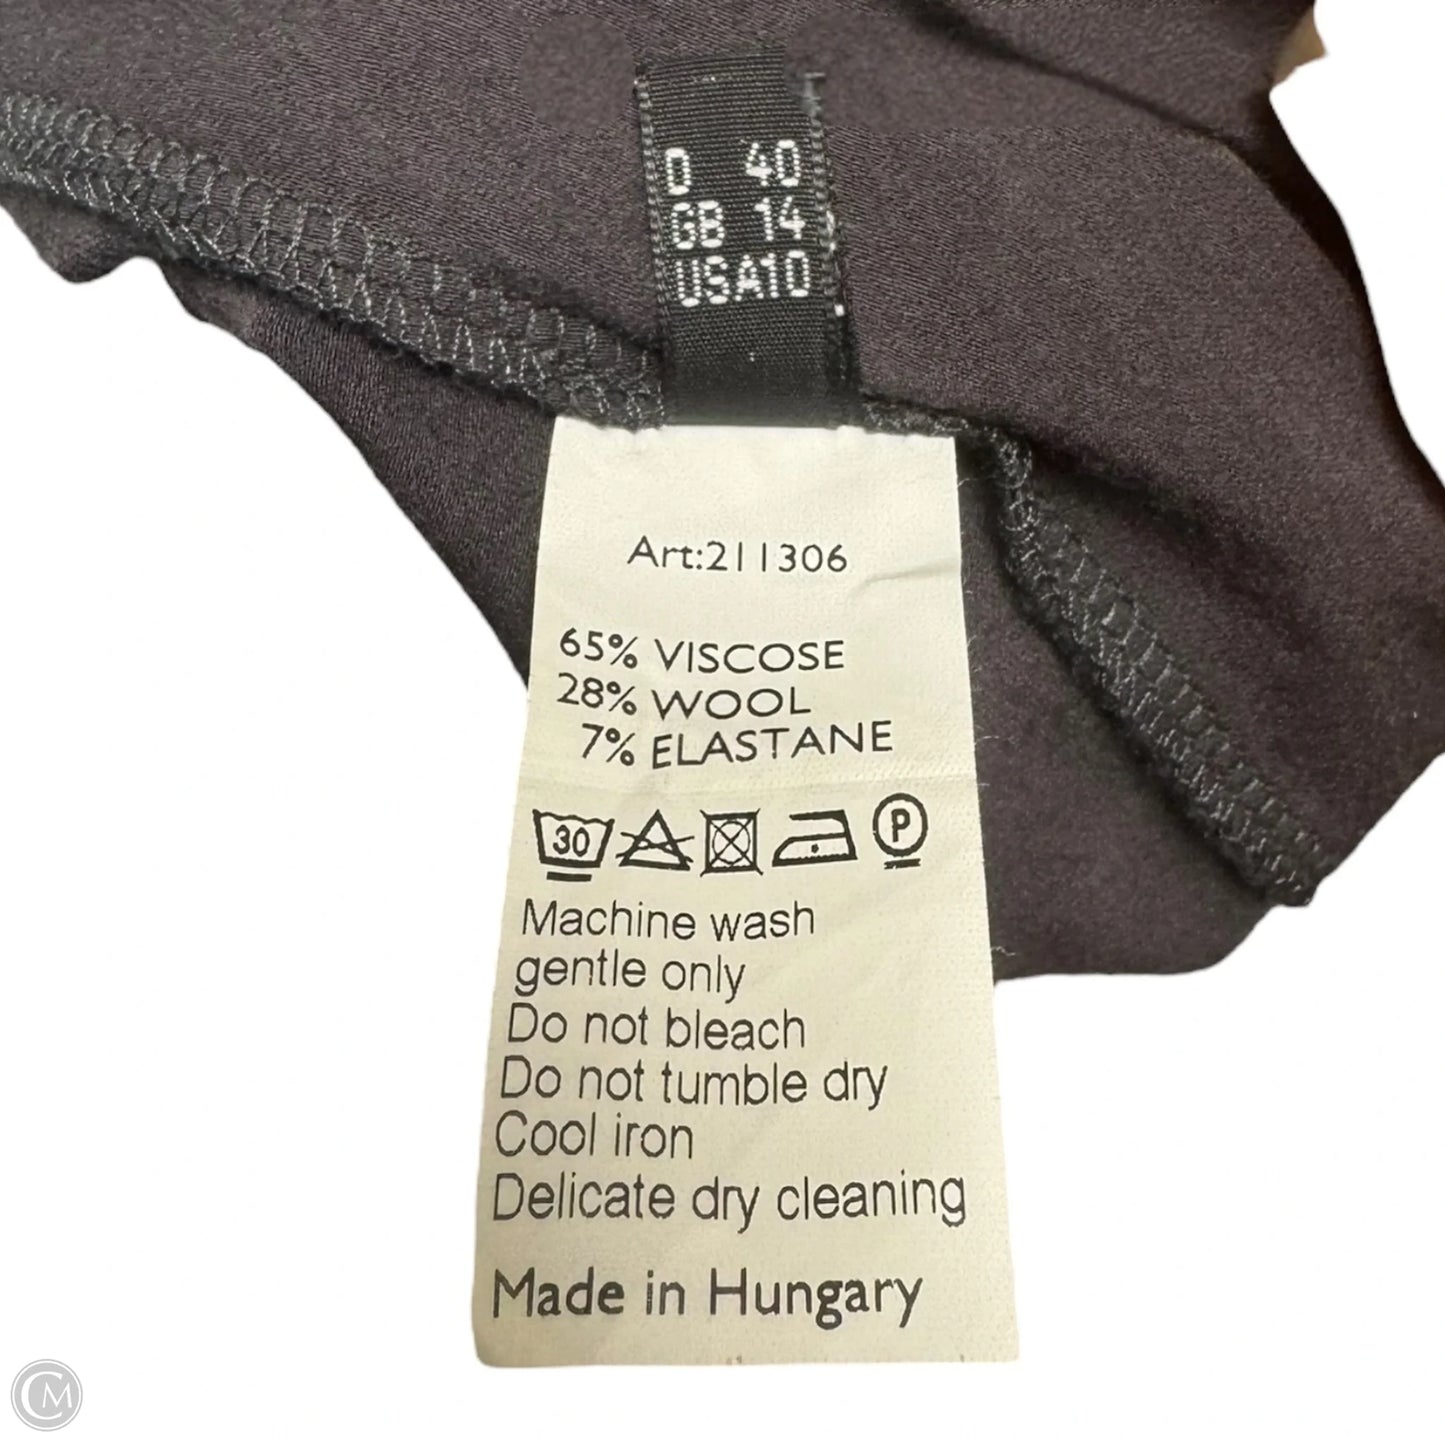 D 40
GB 14
USA10
Art:211306
65% VISCOSE
28% WOOL
7% ELASTANE
30 P
Machine wash
gentle only
Do not bleach
Do not tumble dry
Cool iron
Delicate dry cleaning
Made in Hungary
CM